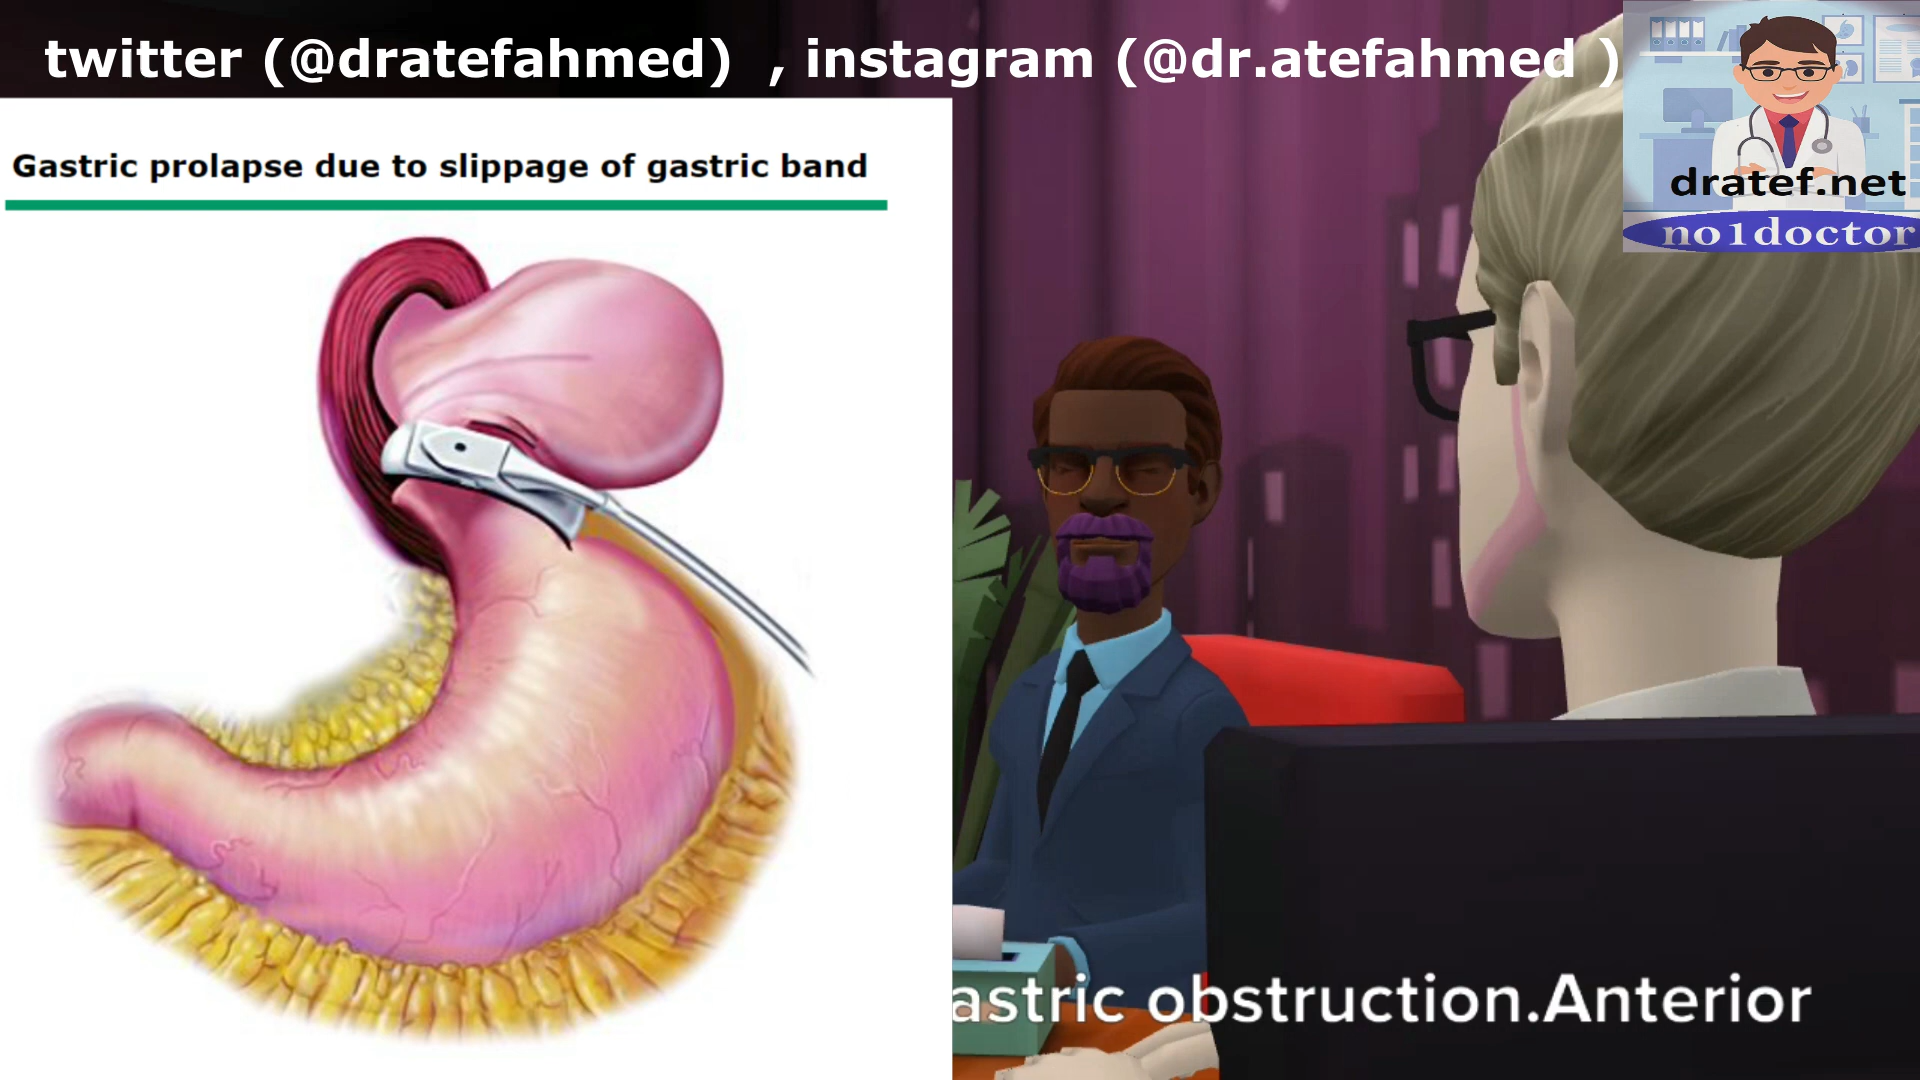 twitter (@dratefahmed) , instagram (@dr.atefahmed )
dratef.net
no1doctor
Gastric prolapse due to slippage of gastric band
astric obstruction.Anterior